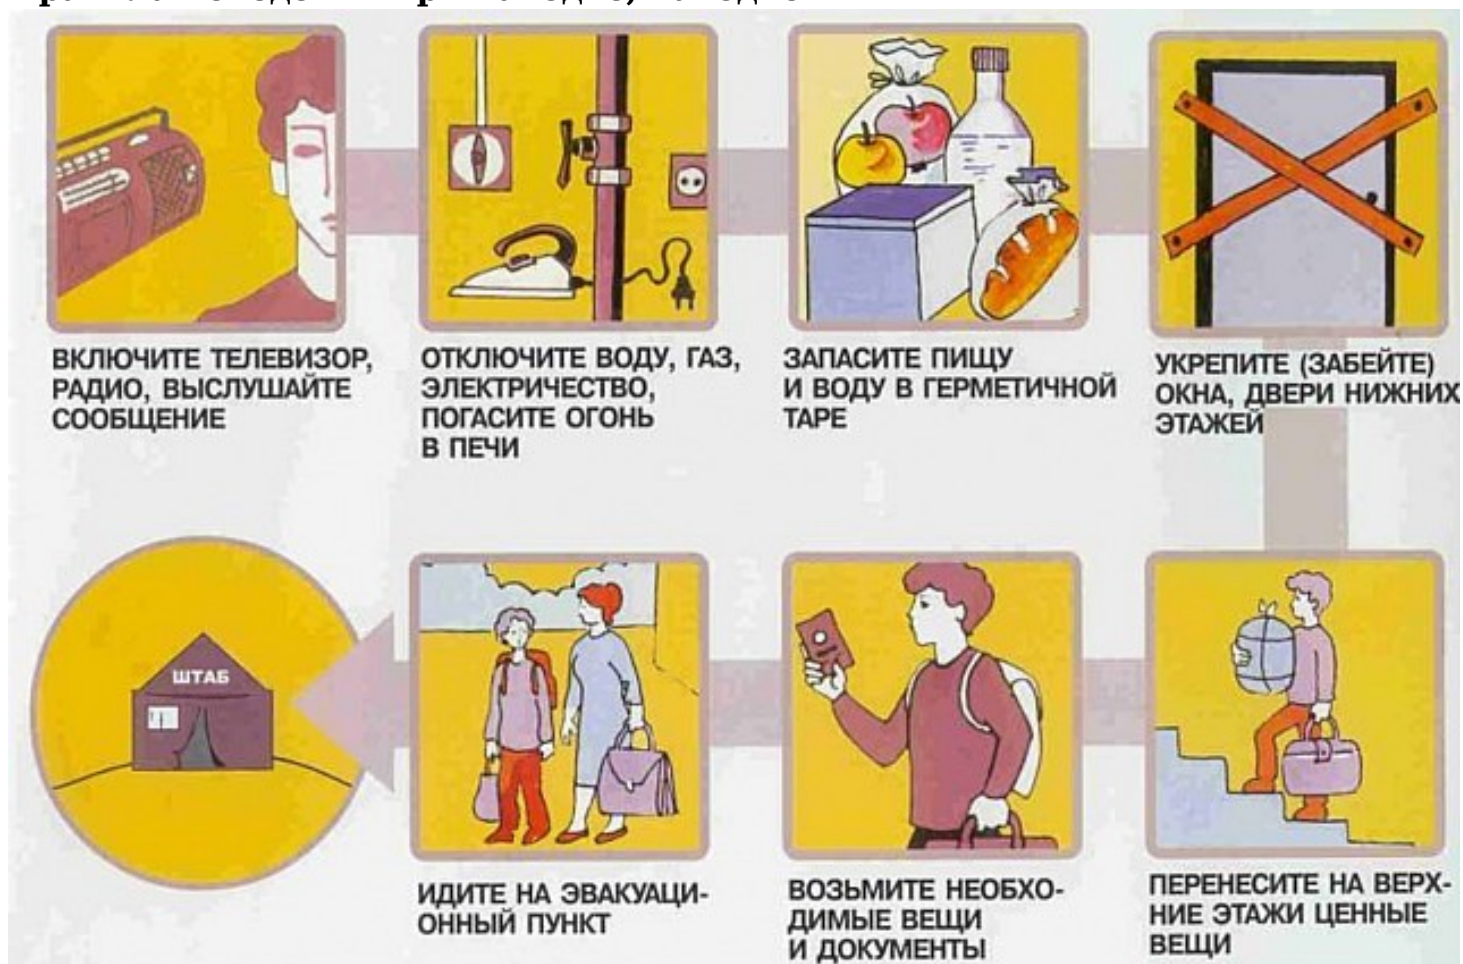 ВКЛЮЧИТЕ ТЕЛЕВИЗОР,
РАДИО, ВЫСЛУШАЙТЕ
СООБЩЕНИЕ
ОТКЛЮЧИТЕ ВОДУ, ГАЗ,
ЭЛЕКТРИЧЕСТВО,
ПОГАСИТЕ ОГОНЬ
В ПЕЧИ
ЗАПАСИТЕ ПИЩУ
И ВОДУ В ГЕРМЕТИЧНОЙ
ТАРЕ
УКРЕПИТЕ (ЗАБЕЙТЕ)
ОКНА, ДВЕРИ НИЖНИХ
ЭТАЖЕЙ
ПЕРЕНЕСИТЕ НА ВЕРХ-
НИЕ ЭТАЖИ ЦЕННЫЕ
ВЕЩИ
ВОЗЬМИТЕ НЕОБХО-
ДИМЫЕ ВЕЩИ
И ДОКУМЕНТЫ
ИДИТЕ НА ЭВАКУАЦИ-
ОННЫЙ ПУНКТ
ШТАБ